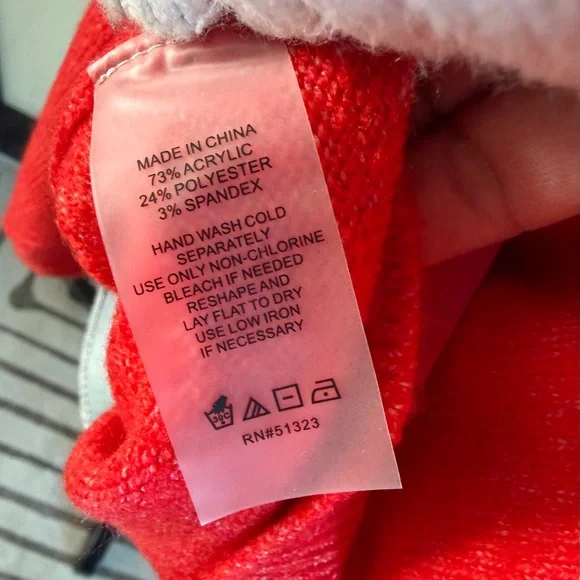 MADE IN CHINA
73% ACRYLIC
24% POLYESTER
3% SPANDEX
HAND WASH COLD
SEPARATELY
USE ONLY NON-CHLORINE
BLEACH IF NEEDED
RESHAPE AND
LAY FLAT TO DRY
USE LOW IRON
IF NECESSARY
30C
RN#51323